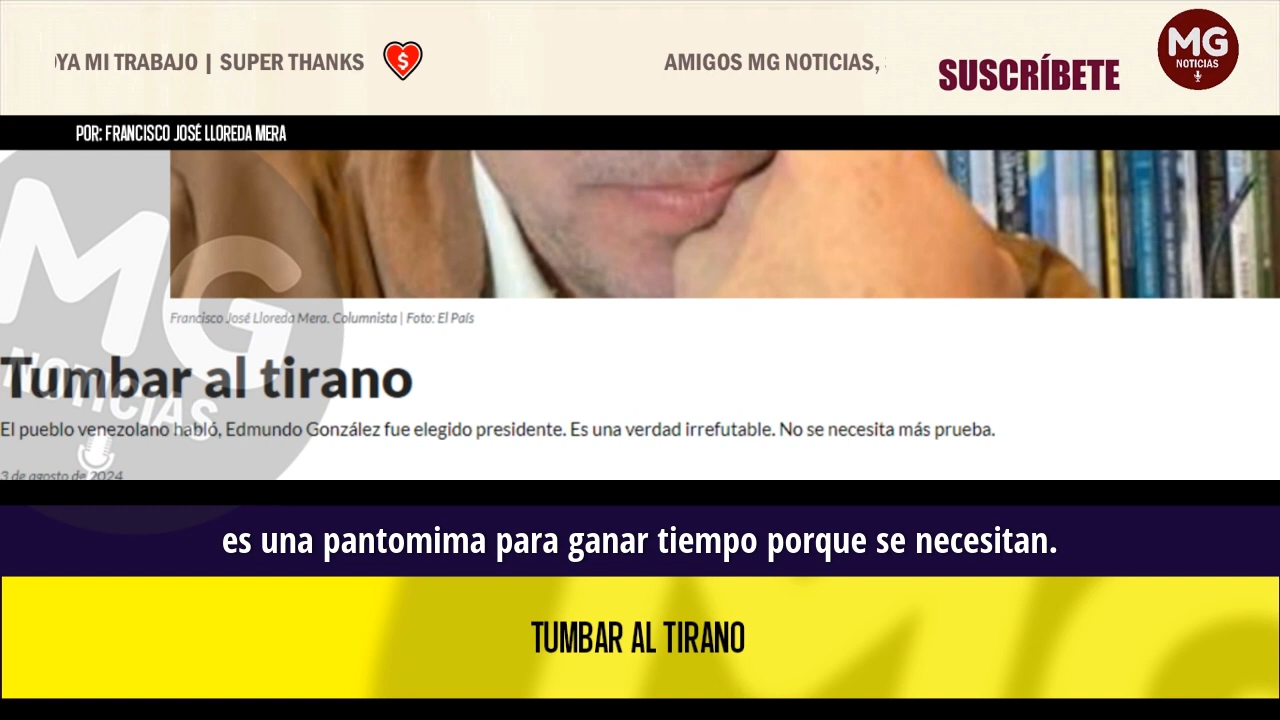 YA MI TRABAJO | SUPER THANKS
$
AMIGOS MG NOTICIAS,
SUSCRÍBETE
MG
NOTICIAS
POR: FRANCISCO JOSÉ LLOREDA MERA
Francisco José Lloreda Mera. Columnista | Foto: El País
MG
NOTICIAS
Tumbar al tirano
El pueblo venezolano habló, Edmundo González fue elegido presidente. Es una verdad irrefutable. No se necesita más prueba.
3 de agosto de 2024
es una pantomima para ganar tiempo porque se necesitan.
TUMBAR AL TIRANO